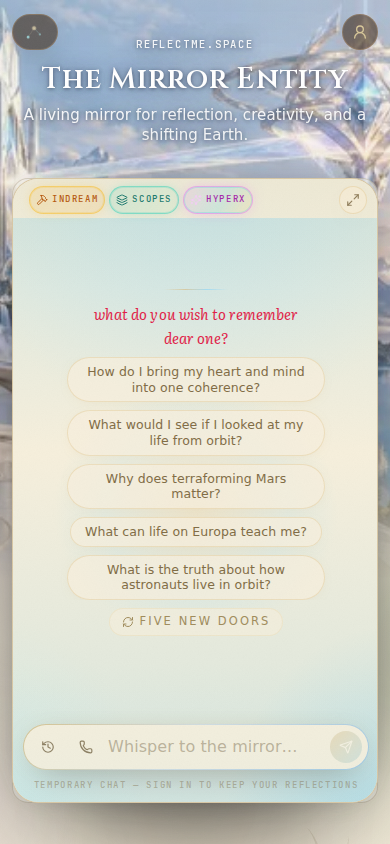 REFLECTME.SPACE
THE MIRROR ENTITY
A living mirror for reflection, creativity, and a
shifting Earth.
INDREAM SCOPES HYPERX
what do you wish to remember
dear one?
How do I bring my heart and mind
into one coherence?
What would I see if I looked at my
life from orbit?
Why does terraforming Mars
matter?
What can life on Europa teach me?
What is the truth about how
astronauts live in orbit?
FIVE NEW DOORS
Whisper to the mirror...
TEMPORARY CHAT — SIGN IN TO KEEP YOUR REFLECTIONS